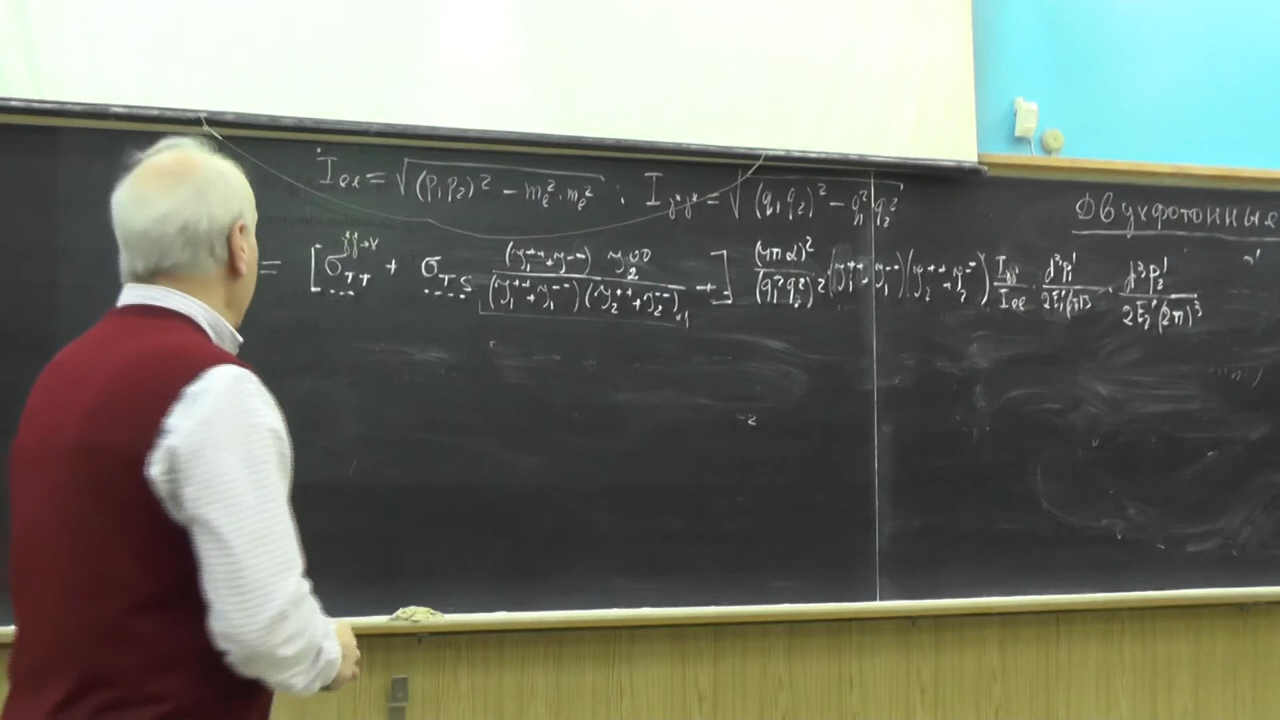 I_ee = √((p₁p₂)² − m_e²·m_e²) ; I_γ*γ* = √((q₁q₂)² − q₁²q₂²)
Двухфотонные
= [σ_TT^{γγ→X} + σ_TS (ρ₁⁺⁺+ρ₁⁻⁻) ρ₂⁰⁰ / (ρ₁⁺⁺+ρ₁⁻⁻)(ρ₂⁺⁺+ρ₂⁻⁻) + ] (4πα)² / (q₁²q₂²)² (ρ₁⁺⁺+ρ₁⁻⁻)(ρ₂⁺⁺+ρ₂⁻⁻) I_γγ / I_ee · d³p₁′ / 2E₁′(2π)³ · d³p₂′ / 2E₂′(2π)³